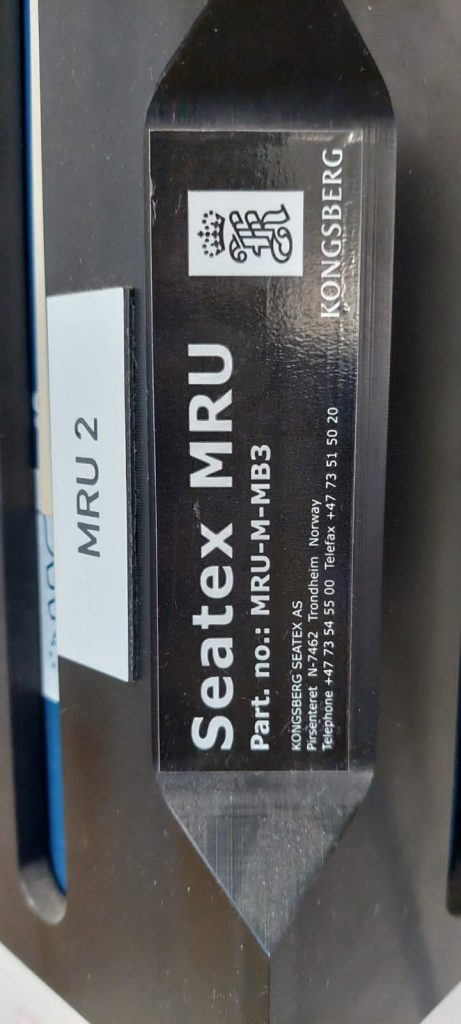 MRU 2
Seatex MRU
Part. no.: MRU-M-MB3
KONGSBERG SEATEX AS
Pirsenteret N-7462 Trondheim Norway
Telephone +47 73 54 55 00 Telefax +47 73 51 50 20
KONGSBERG